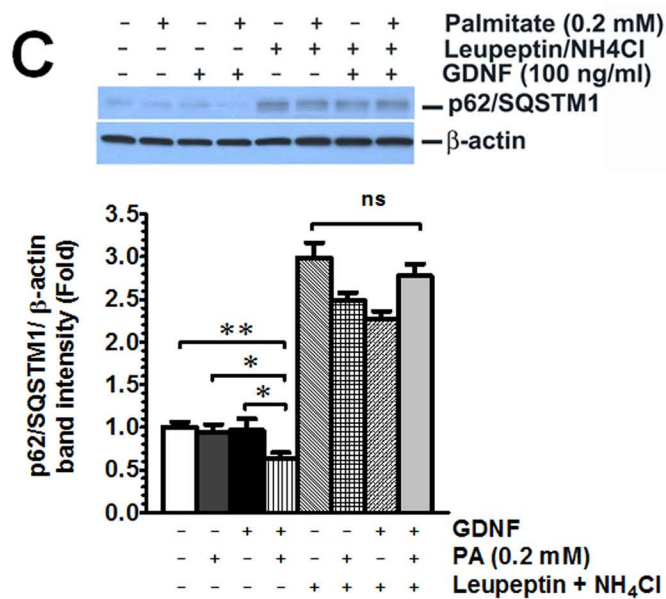 C
− + − + − + − + Palmitate (0.2 mM)
− − − − + + + + Leupeptin/NH4Cl
− − + + − − + + GDNF (100 ng/ml)
p62/SQSTM1
β-actin
p62/SQSTM1/ β-actin
band intensity (Fold)
3.5
3.0
2.5
2.0
1.5
1.0
0.5
0.0
ns
**
*
*
− − + + − − + + GDNF
− + − + − + − + PA (0.2 mM)
− − − − + + + + Leupeptin + NH₄Cl